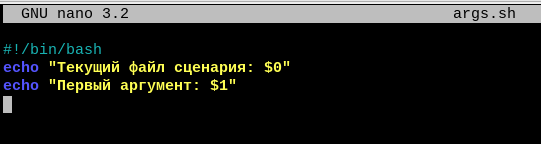 GNU nano 3.2 args.sh
#!/bin/bash
echo "Текущий файл сценария: $0"
echo "Первый аргумент: $1"